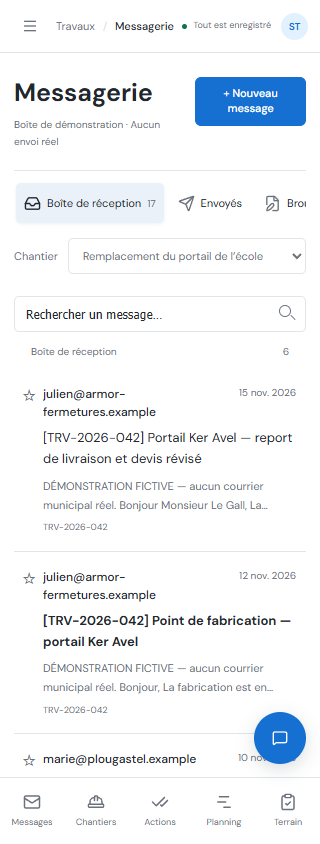 Travaux / Messagerie Tout est enregistré ST
Messagerie
+ Nouveau
message
Boîte de démonstration · Aucun
envoi réel
Boîte de réception 17 Envoyés Brou
Chantier Remplacement du portail de l'école
Rechercher un message...
Boîte de réception 6
julien@armor-
fermetures.example
15 nov. 2026
[TRV-2026-042] Portail Ker Avel — report
de livraison et devis révisé
DÉMONSTRATION FICTIVE — aucun courrier
municipal réel. Bonjour Monsieur Le Gall, La...
TRV-2026-042
julien@armor-
fermetures.example
12 nov. 2026
[TRV-2026-042] Point de fabrication —
portail Ker Avel
DÉMONSTRATION FICTIVE — aucun courrier
municipal réel. Bonjour, La fabrication est en...
TRV-2026-042
marie@plougastel.example 10 no
Messages Chantiers Actions Planning Terrain